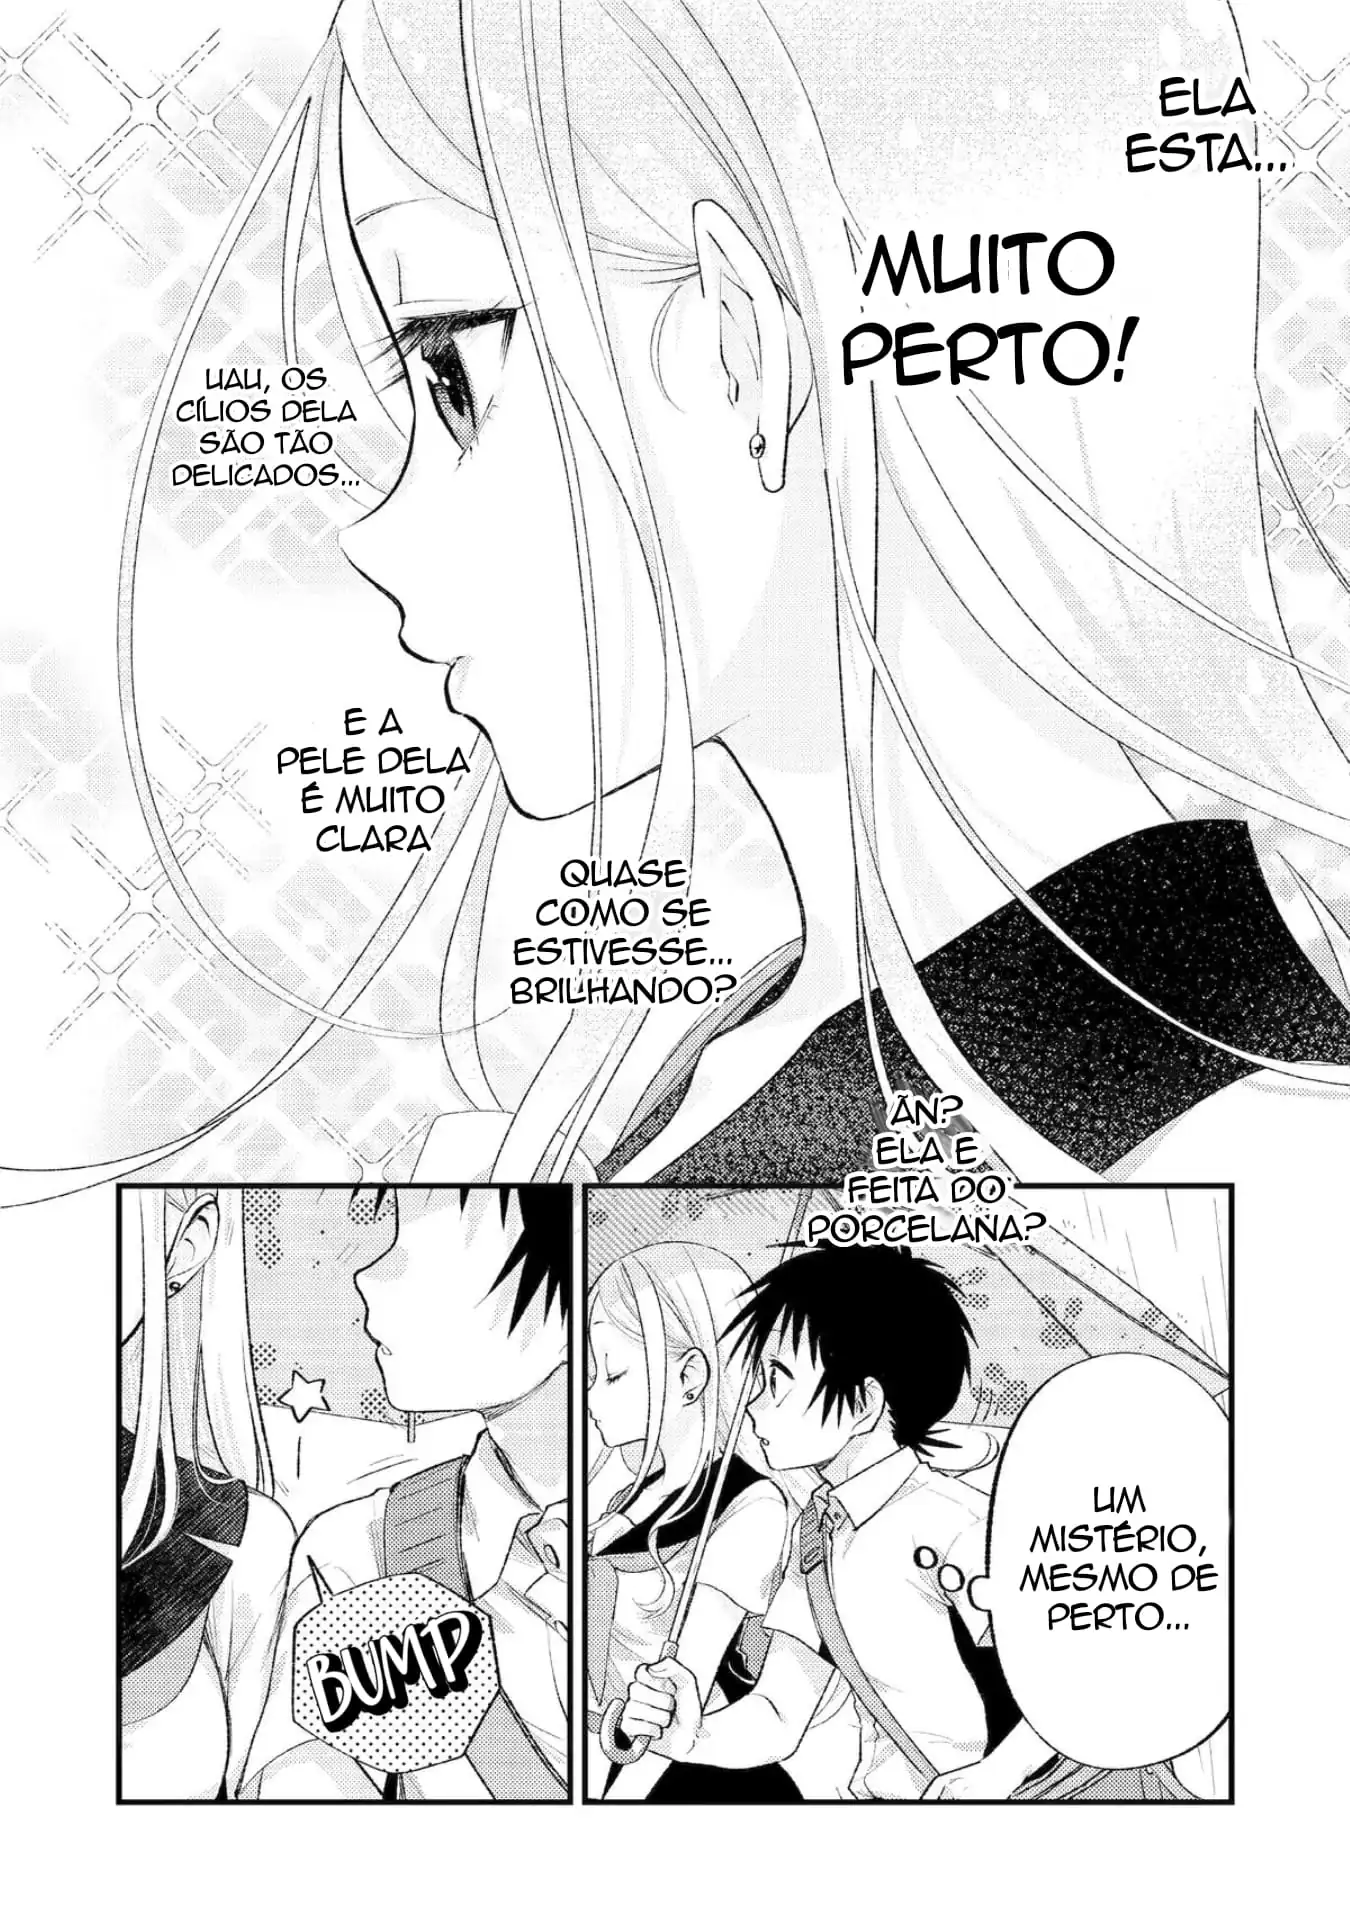 ELA
ESTA...
MUITO
PERTO!
UAU, OS
CÍLIOS DELA
SÃO TÃO
DELICADOS...
E A
PELE DELA
É MUITO
CLARA
QUASE
COMO SE
ESTIVESSE...
BRILHANDO?
ÃN?
ELA E
FEITA DO
PORCELANA?
UM
MISTÉRIO,
MESMO DE
PERTO...
BUMP